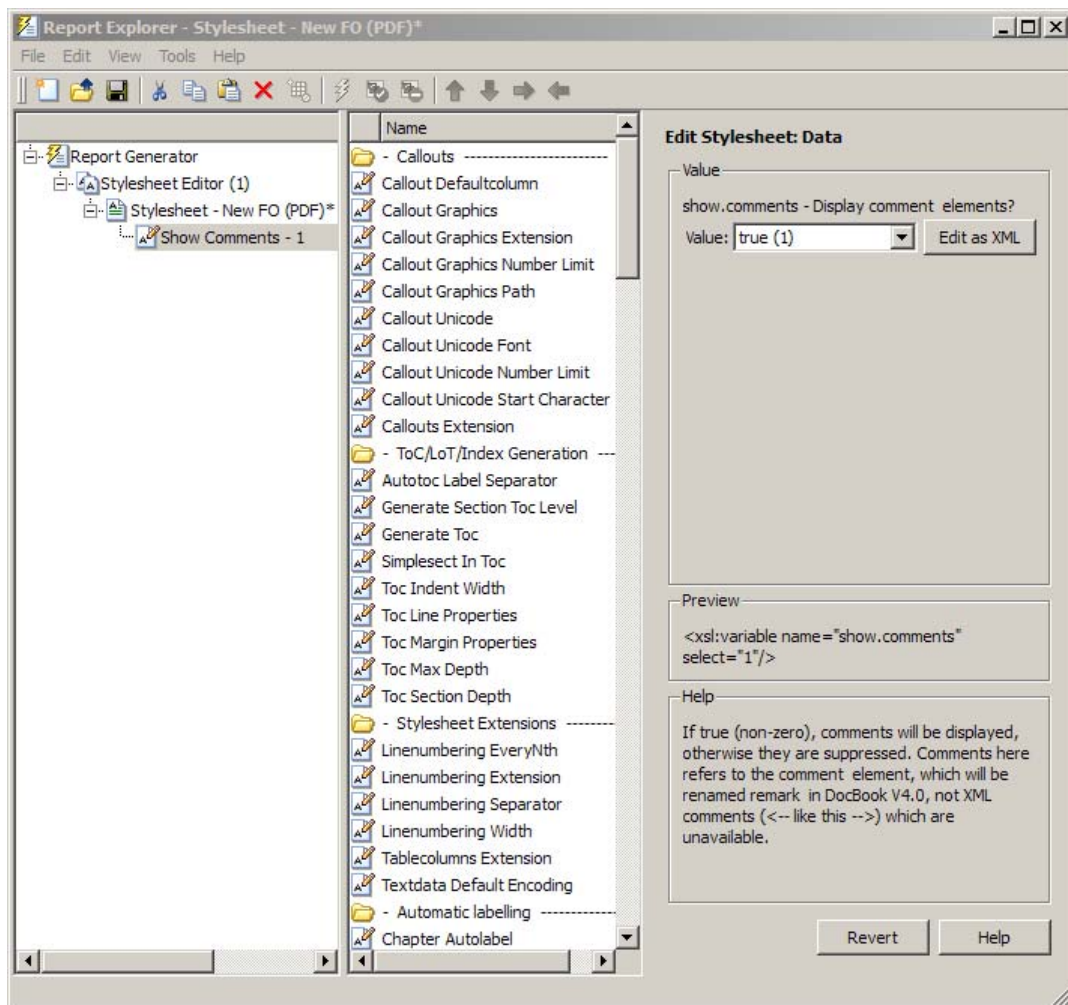 Report Explorer - Stylesheet - New FO (PDF)*
File Edit View Tools Help
Report Generator
Stylesheet Editor (1)
Stylesheet - New FO (PDF)*
Show Comments - 1
Name
- Callouts ------------------------
Callout Defaultcolumn
Callout Graphics
Callout Graphics Extension
Callout Graphics Number Limit
Callout Graphics Path
Callout Unicode
Callout Unicode Font
Callout Unicode Number Limit
Callout Unicode Start Character
Callouts Extension
- ToC/LoT/Index Generation ---
Autotoc Label Separator
Generate Section Toc Level
Generate Toc
Simplesect In Toc
Toc Indent Width
Toc Line Properties
Toc Margin Properties
Toc Max Depth
Toc Section Depth
- Stylesheet Extensions --------
Linenumbering EveryNth
Linenumbering Extension
Linenumbering Separator
Linenumbering Width
Tablecolumns Extension
Textdata Default Encoding
- Automatic labelling ------------
Chapter Autolabel
Edit Stylesheet: Data
Value
show.comments - Display comment elements?
Value: true (1) Edit as XML
Preview
<xsl:variable name="show.comments"
select="1"/>
Help
If true (non-zero), comments will be displayed,
otherwise they are suppressed. Comments here
refers to the comment element, which will be
renamed remark in DocBook V4.0, not XML
comments (<-- like this -->) which are
unavailable.
Revert Help